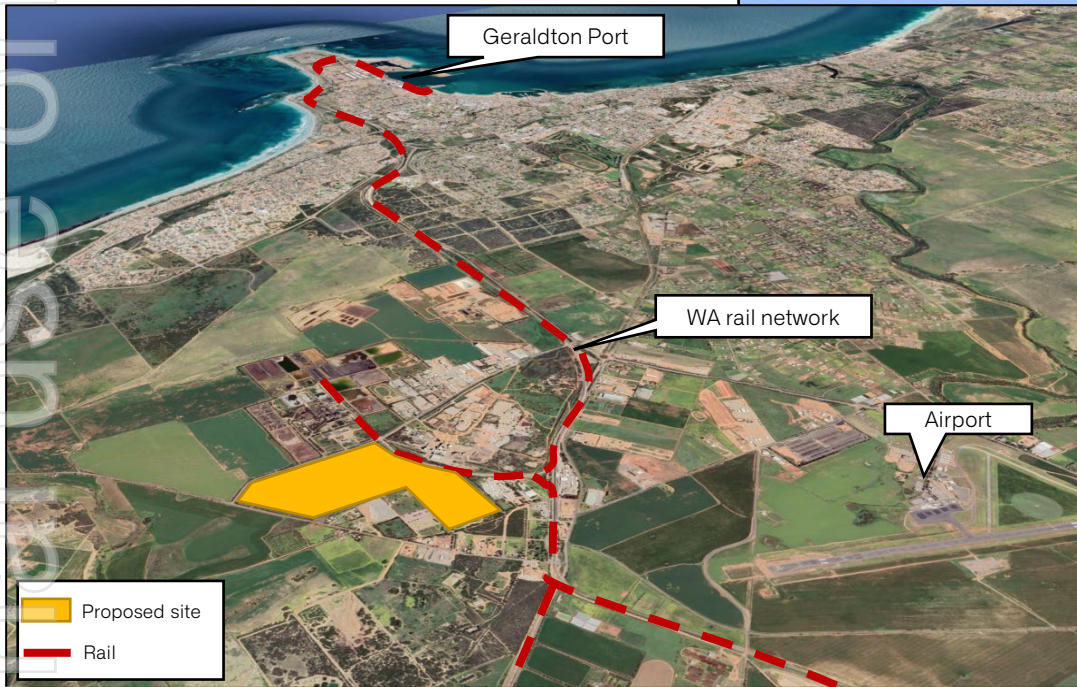 Geraldton Port
WA rail network
Airport
Proposed site
Rail